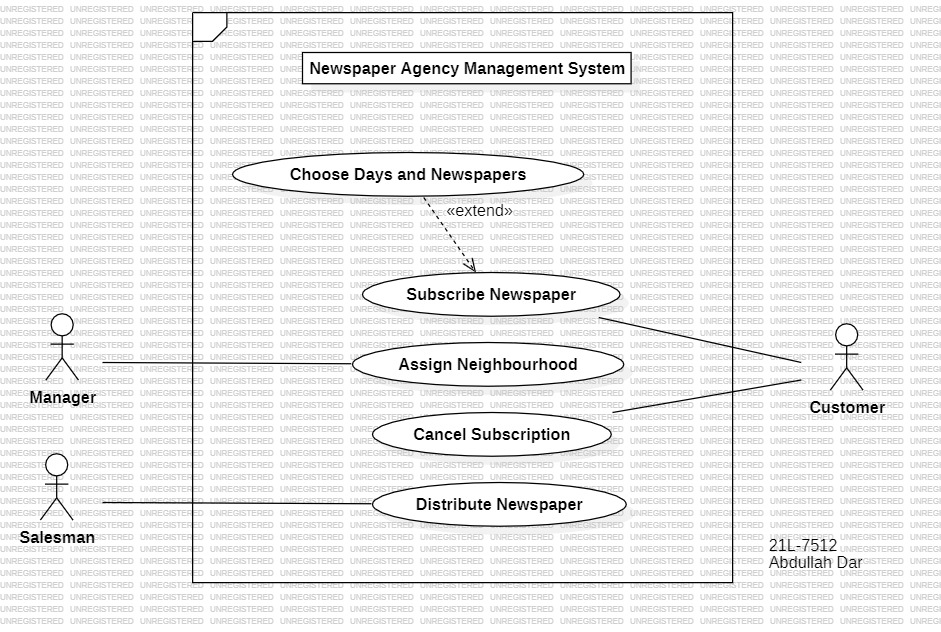 Newspaper Agency Management System
Choose Days and Newspapers
«extend»
Subscribe Newspaper
Manager
Assign Neighbourhood
Customer
Cancel Subscription
Salesman
Distribute Newspaper
21L-7512
Abdullah Dar
UNREGISTERED